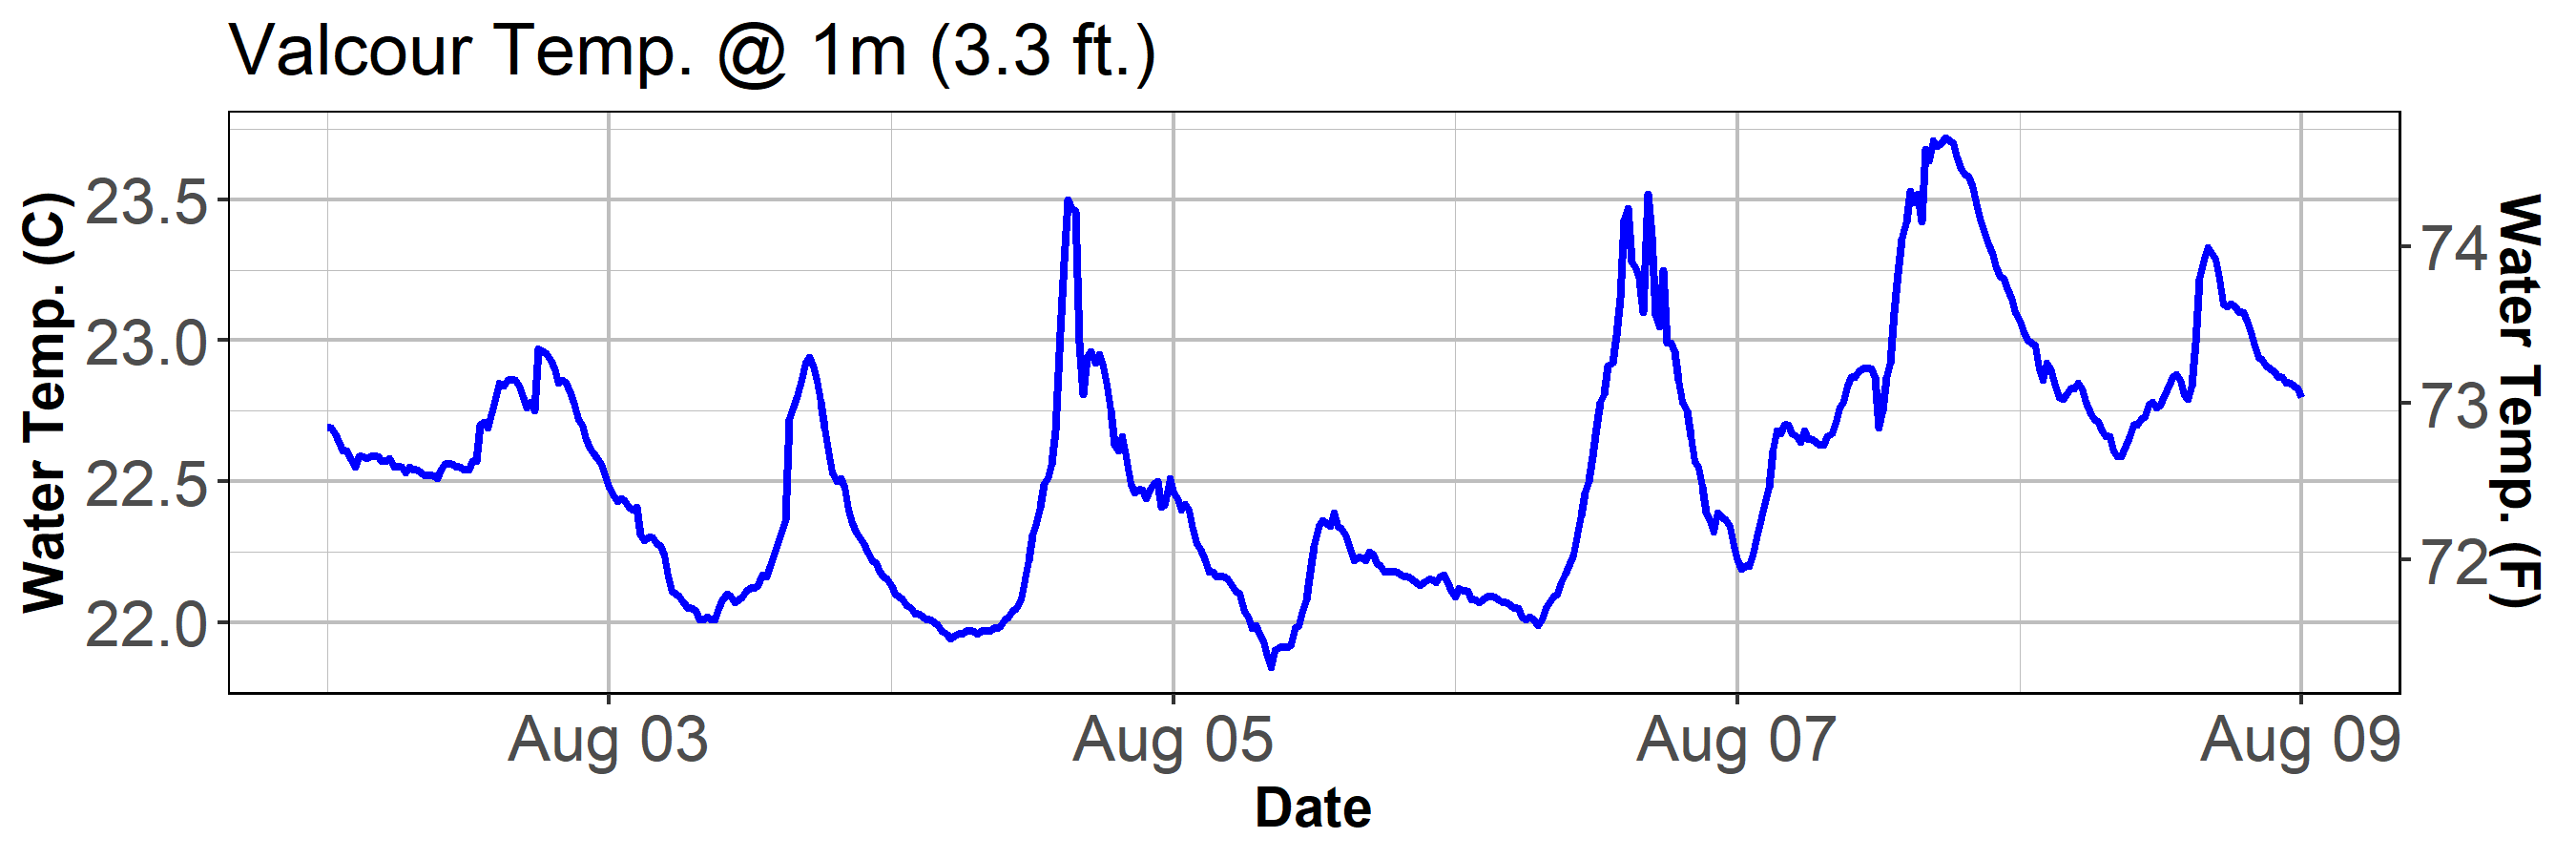 Valcour Temp. @ 1m (3.3 ft.)
Water Temp. (C)
23.5
23.0
22.5
22.0
74
73
72
Water Temp. (F)
Aug 03 Aug 05 Aug 07 Aug 09
Date